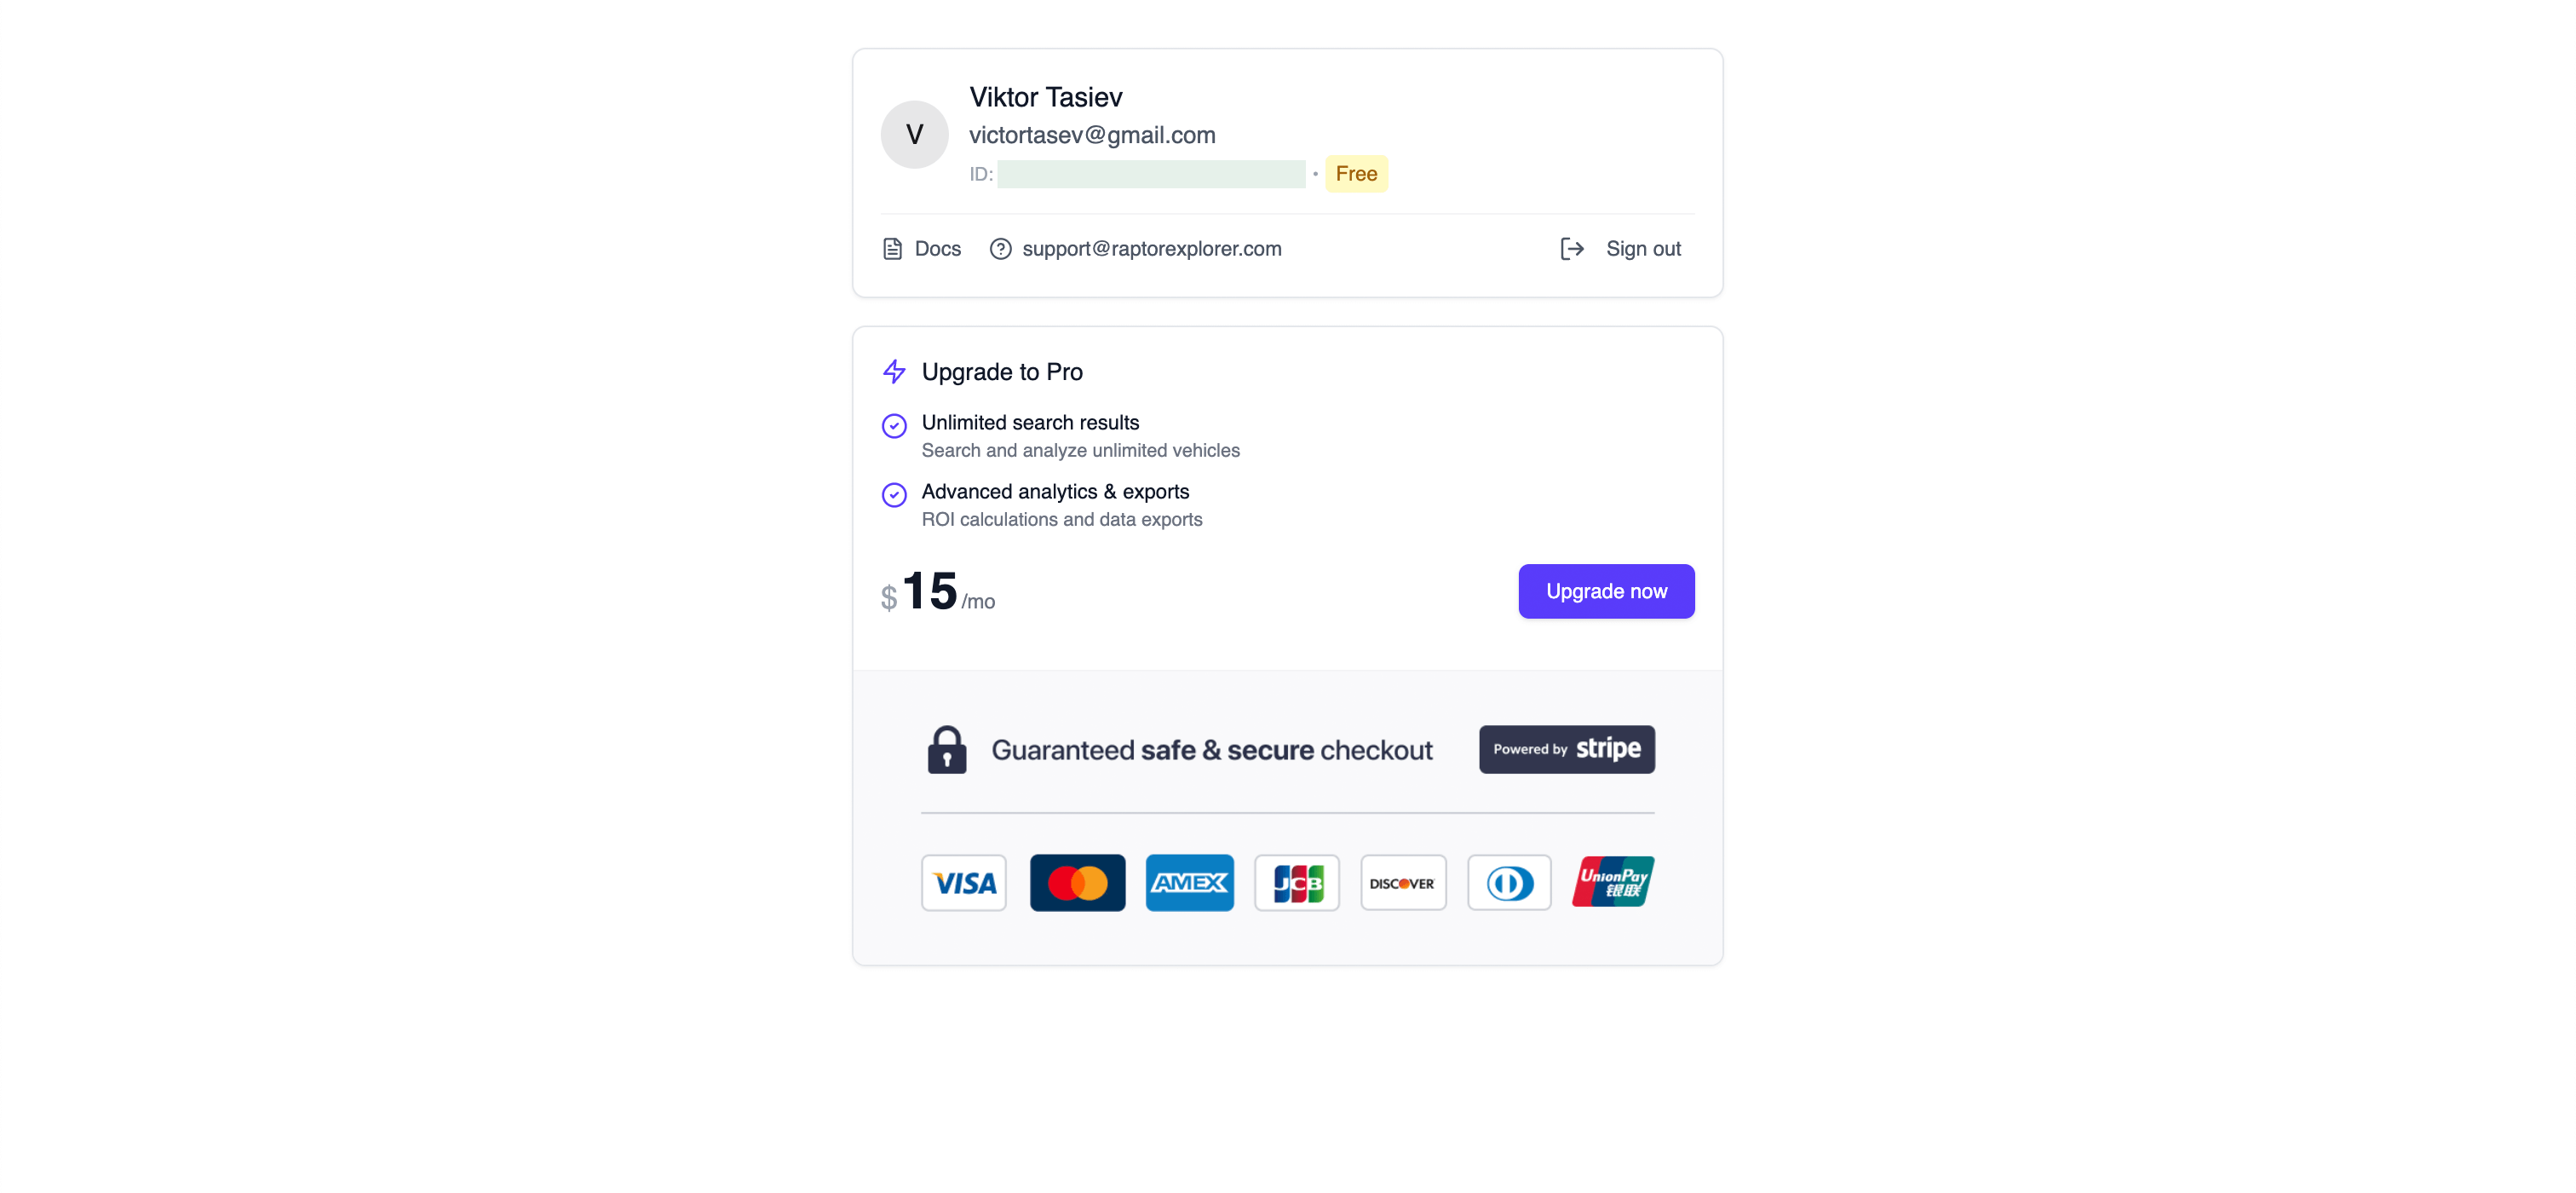 V
Viktor Tasiev
victortasev@gmail.com
ID: • Free
Docs support@raptorexplorer.com Sign out
Upgrade to Pro
Unlimited search results
Search and analyze unlimited vehicles
Advanced analytics & exports
ROI calculations and data exports
$15/mo
Upgrade now
Guaranteed safe & secure checkout
Powered by stripe
VISA AMEX JCB DISCOVER UnionPay
银联